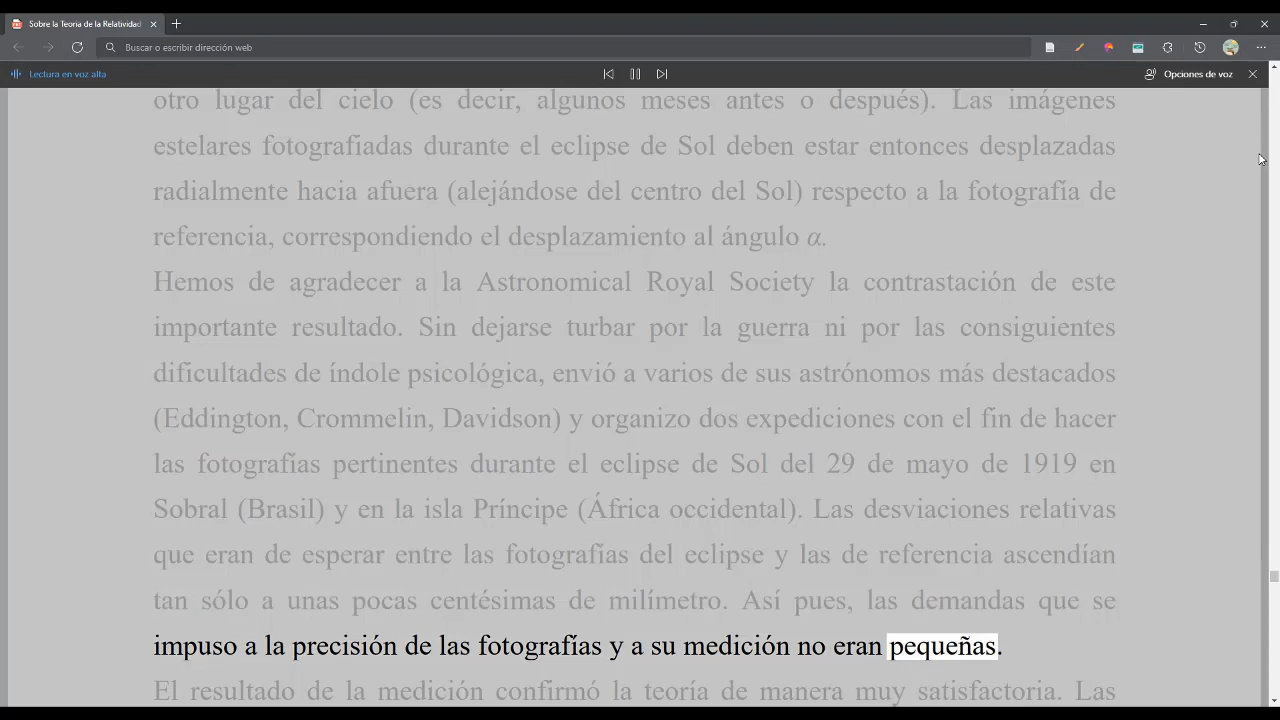 Sobre la Teoria de la Relatividad
Buscar o escribir dirección web
Lectura en voz alta
Opciones de voz
otro lugar del cielo (es decir, algunos meses antes o después). Las imágenes
estelares fotografiadas durante el eclipse de Sol deben estar entonces desplazadas
radialmente hacia afuera (alejándose del centro del Sol) respecto a la fotografía de
referencia, correspondiendo el desplazamiento al ángulo α.
Hemos de agradecer a la Astronomical Royal Society la contrastación de este
importante resultado. Sin dejarse turbar por la guerra ni por las consiguientes
dificultades de índole psicológica, envió a varios de sus astrónomos más destacados
(Eddington, Crommelin, Davidson) y organizo dos expediciones con el fin de hacer
las fotografías pertinentes durante el eclipse de Sol del 29 de mayo de 1919 en
Sobral (Brasil) y en la isla Príncipe (África occidental). Las desviaciones relativas
que eran de esperar entre las fotografías del eclipse y las de referencia ascendían
tan sólo a unas pocas centésimas de milímetro. Así pues, las demandas que se
impuso a la precisión de las fotografías y a su medición no eran pequeñas.
El resultado de la medición confirmó la teoría de manera muy satisfactoria. Las